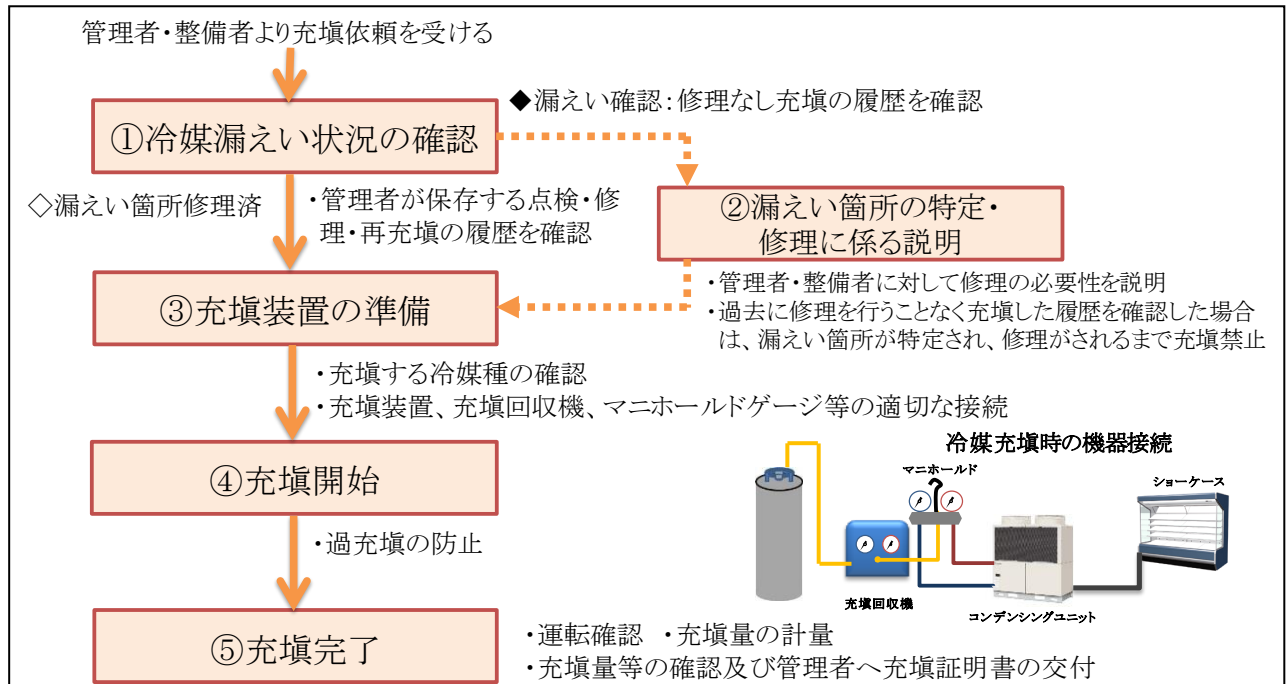 管理者・整備者より充塡依頼を受ける
◆漏えい確認：修理なし充塡の履歴を確認
①冷媒漏えい状況の確認
◇漏えい箇所修理済
・管理者が保存する点検・修
理・再充塡の履歴を確認
②漏えい箇所の特定・
修理に係る説明
・管理者・整備者に対して修理の必要性を説明
・過去に修理を行うことなく充塡した履歴を確認した場合
は、漏えい箇所が特定され、修理がされるまで充塡禁止
③充塡装置の準備
・充塡する冷媒種の確認
・充塡装置、充塡回収機、マニホールドゲージ等の適切な接続
④充塡開始
・過充塡の防止
冷媒充塡時の機器接続
マニホールド
ショーケース
充塡回収機
コンデンシングユニット
⑤充塡完了
・運転確認 ・充塡量の計量
・充塡量等の確認及び管理者へ充塡証明書の交付